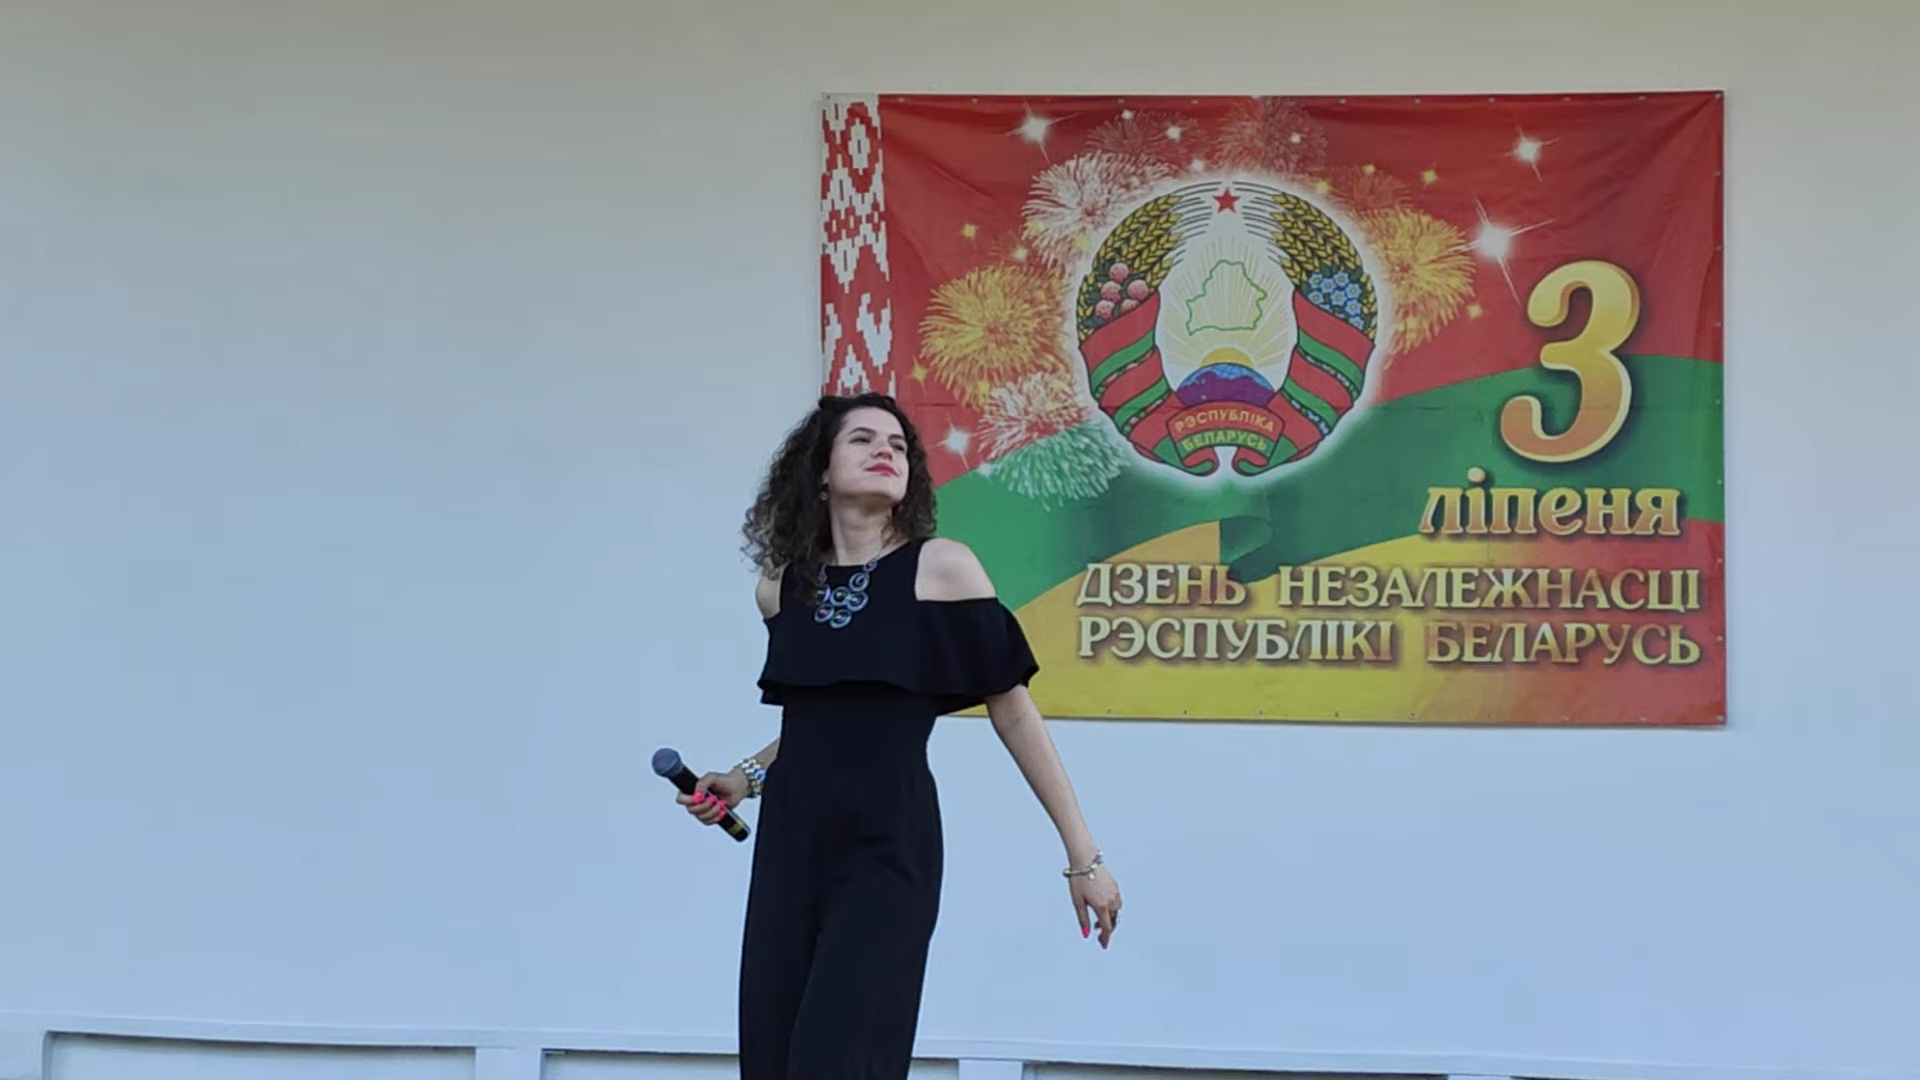 РЭСПУБЛІКА
БЕЛАРУСЬ
3
ліпеня
ДЗЕНЬ НЕЗАЛЕЖНАСЦІ
РЭСПУБЛІКІ БЕЛАРУСЬ